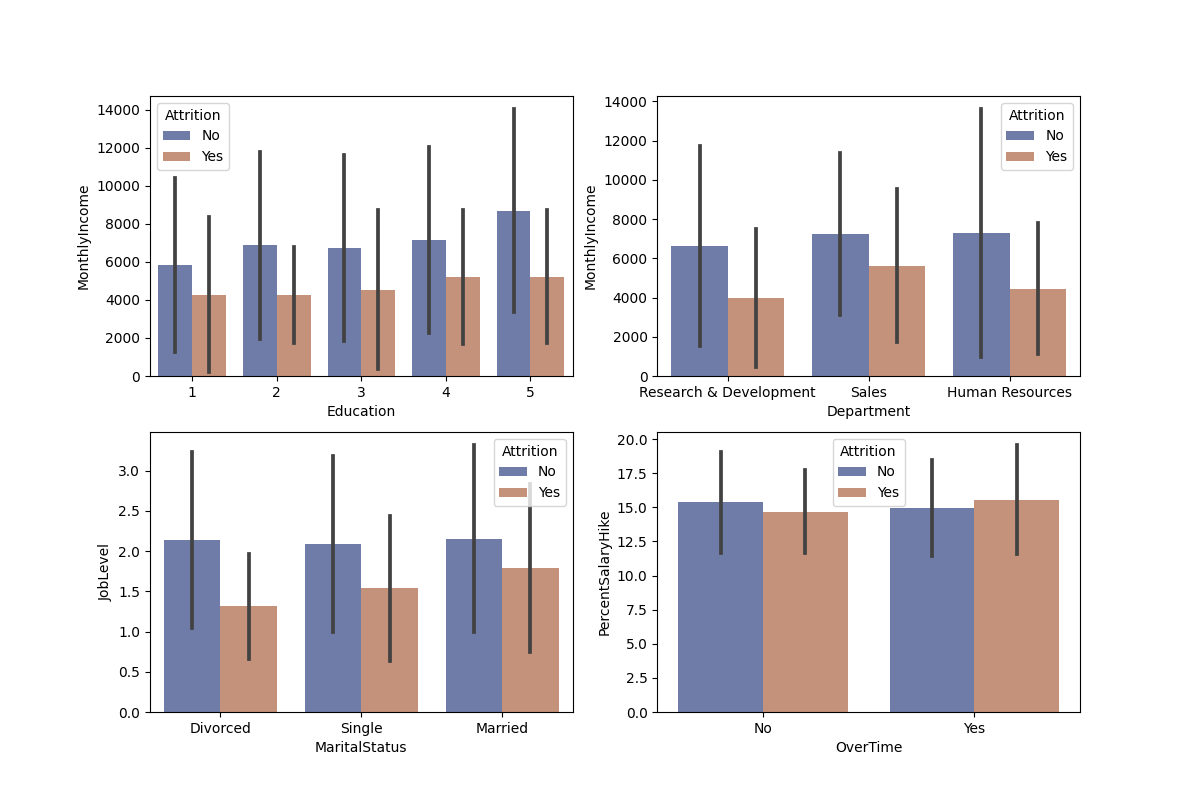 MonthlyIncome
14000
12000
10000
8000
6000
4000
2000
0
Attrition
No
Yes
1 2 3 4 5
Education
MonthlyIncome
14000
12000
10000
8000
6000
4000
2000
0
Attrition
No
Yes
Research & Development Sales Human Resources
Department
JobLevel
3.0
2.5
2.0
1.5
1.0
0.5
0.0
Attrition
No
Yes
Divorced Single Married
MaritalStatus
PercentSalaryHike
20.0
17.5
15.0
12.5
10.0
7.5
5.0
2.5
0.0
Attrition
No
Yes
No Yes
OverTime